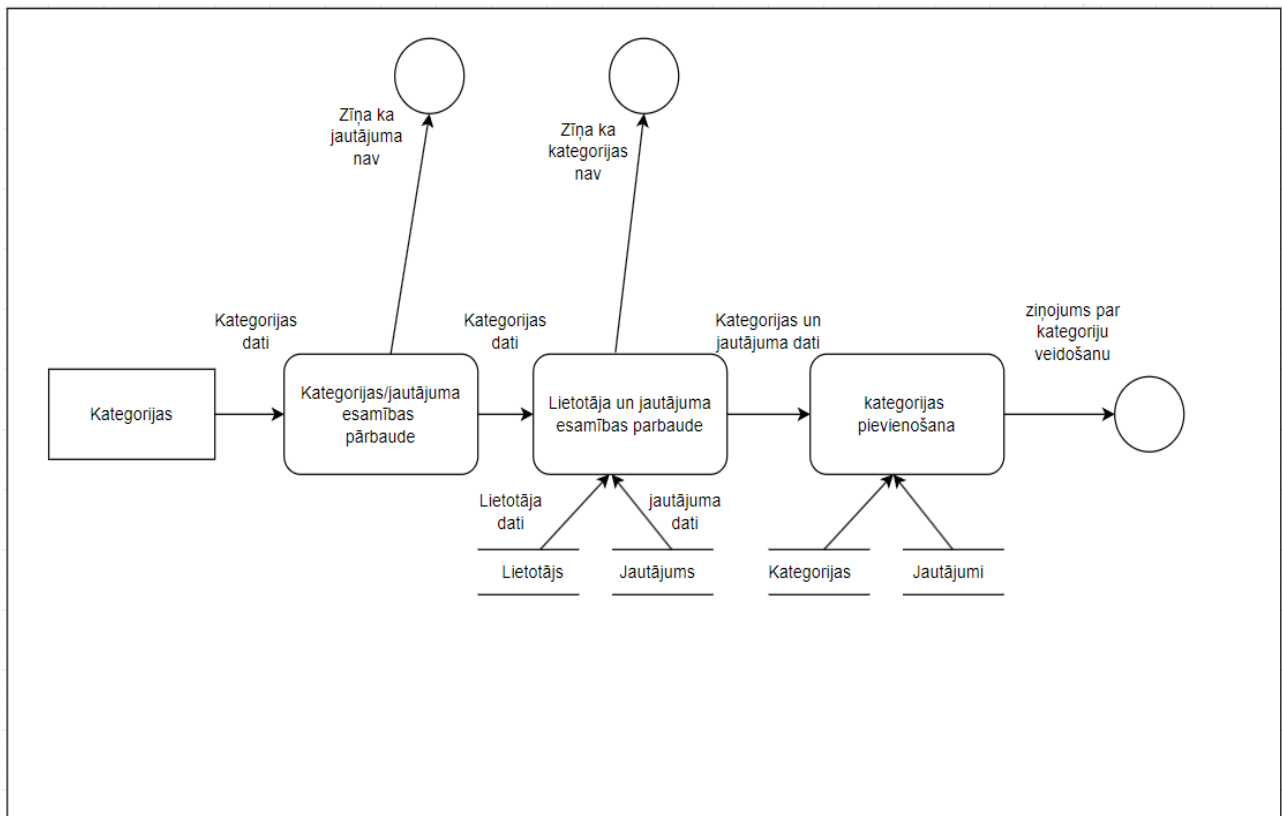 Zīņa ka
jautājuma
nav
Zīņa ka
kategorijas
nav
Kategorijas
dati
Kategorijas
dati
Kategorijas un
jautājuma dati
ziņojums par
kategoriju
veidošanu
Kategorijas
Kategorijas/jautājuma
esamības
pārbaude
Lietotāja un jautājuma
esamības parbaude
kategorijas
pievienošana
Lietotāja
dati
jautājuma
dati
Lietotājs
Jautājums
Kategorijas
Jautājumi